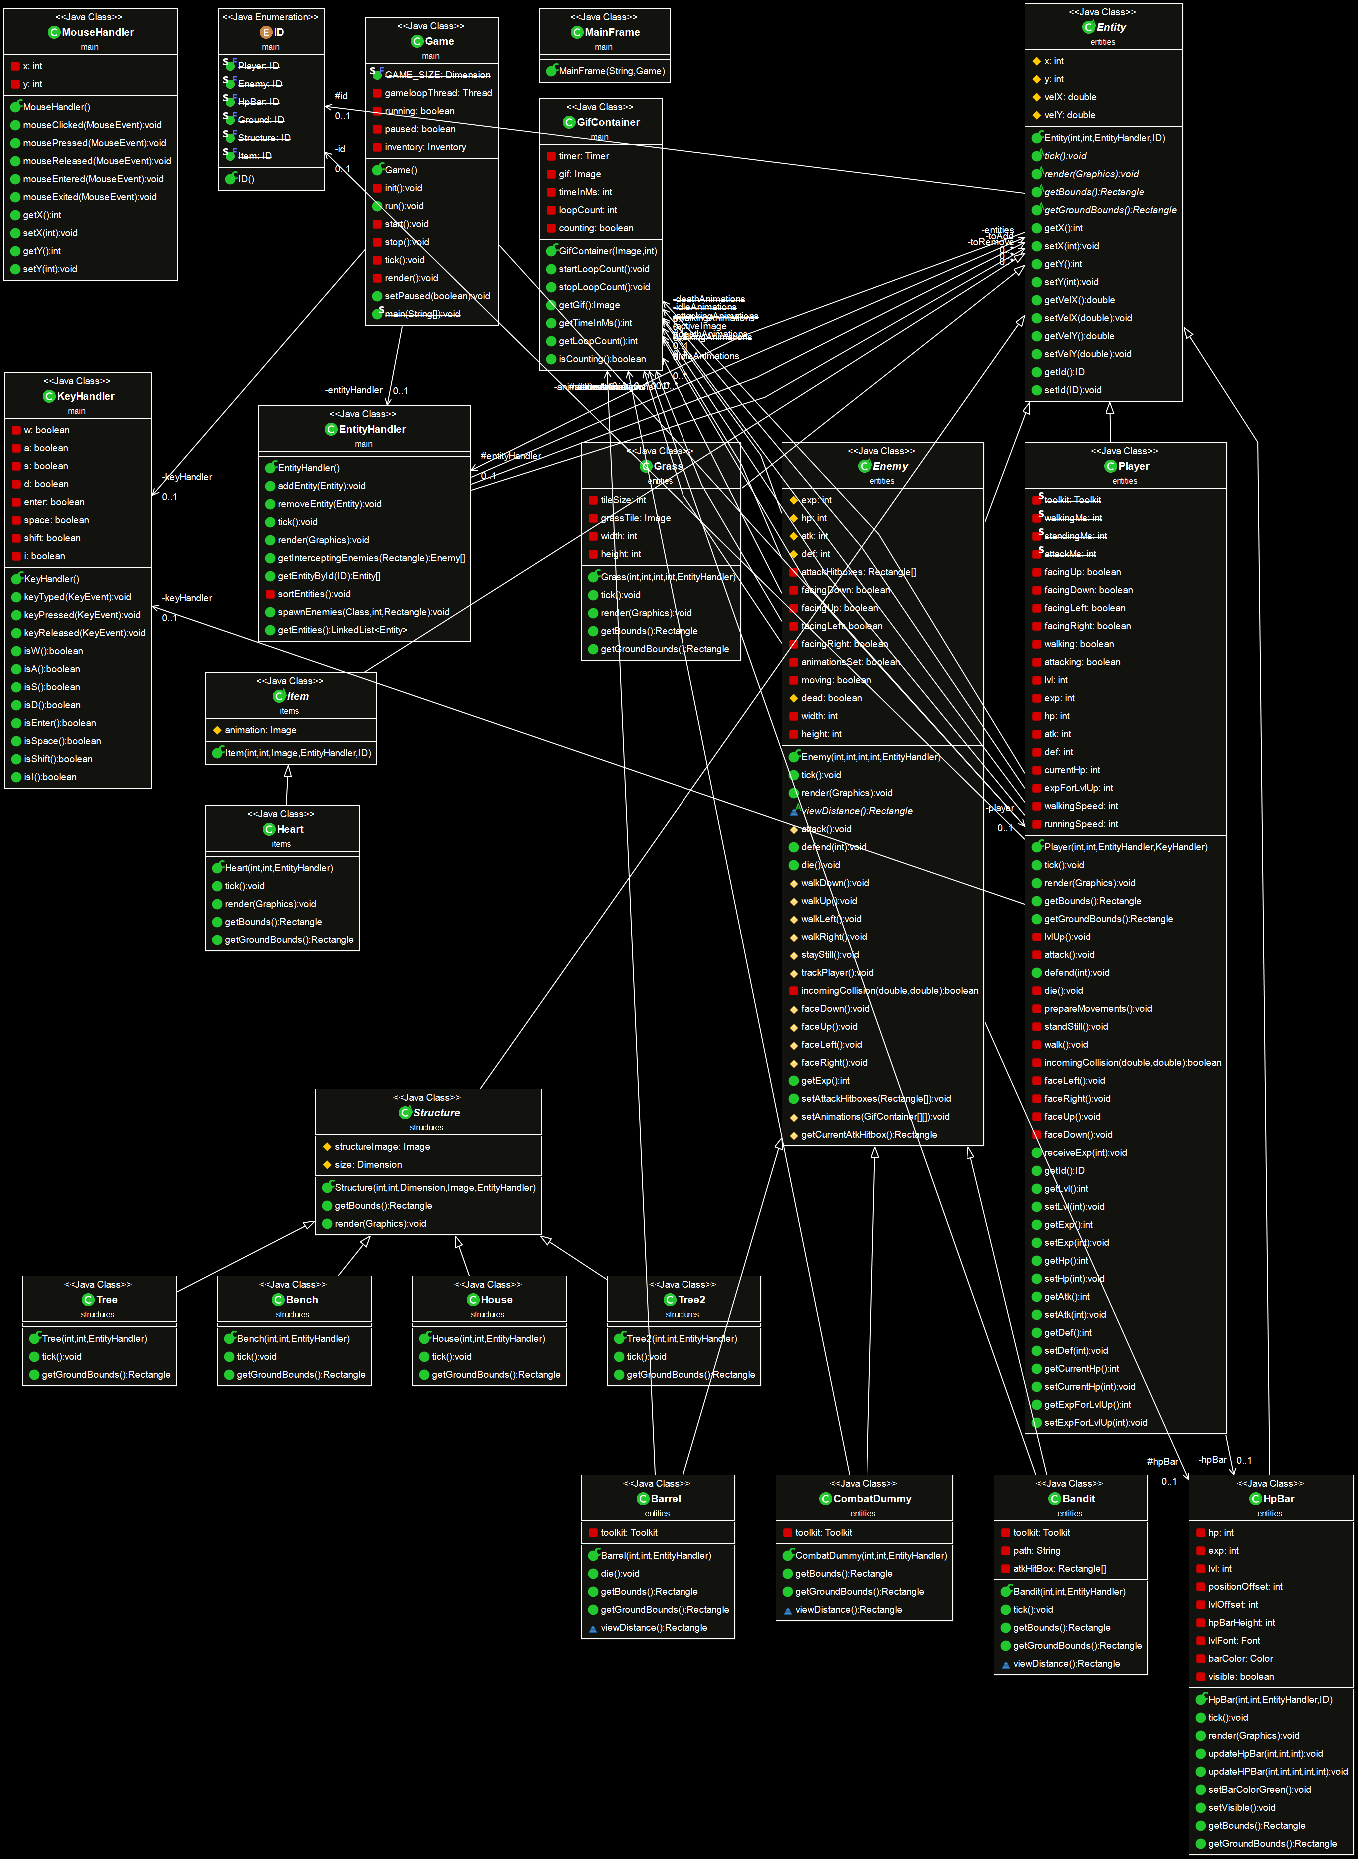 <<Java Class>>
MouseHandler
main
x: int
y: int
MouseHandler()
mouseClicked(MouseEvent):void
mousePressed(MouseEvent):void
mouseReleased(MouseEvent):void
mouseEntered(MouseEvent):void
mouseExited(MouseEvent):void
getX():int
setX(int):void
getY():int
setY(int):void
<<Java Enumeration>>
ID
main
Player: ID
Enemy: ID
HpBar: ID
Ground: ID
Structure: ID
Item: ID
ID()
<<Java Class>>
Game
main
GAME_SIZE: Dimension
gameloopThread: Thread
running: boolean
paused: boolean
inventory: Inventory
Game()
init():void
run():void
start():void
stop():void
tick():void
render():void
setPaused(boolean):void
main(String[]):void
<<Java Class>>
MainFrame
main
MainFrame(String,Game)
<<Java Class>>
GifContainer
main
timer: Timer
gif: Image
timeInMs: int
loopCount: int
counting: boolean
GifContainer(Image,int)
startLoopCount():void
stopLoopCount():void
getGif():Image
getTimeInMs():int
getLoopCount():int
isCounting():boolean
<<Java Class>>
Entity
entities
x: int
y: int
velX: double
velY: double
Entity(int,int,EntityHandler,ID)
tick():void
render(Graphics):void
getBounds():Rectangle
getGroundBounds():Rectangle
getX():int
setX(int):void
getY():int
setY(int):void
getVelX():double
setVelX(double):void
getVelY():double
setVelY(double):void
getId():ID
setId(ID):void
#id
0..1
-id
0..1
-entities
-toAdd
-toRemove
0..*
-deathAnimations
-idleAnimations
-activeImage
0..1
<<Java Class>>
KeyHandler
main
w: boolean
a: boolean
s: boolean
d: boolean
enter: boolean
space: boolean
shift: boolean
i: boolean
KeyHandler()
keyTyped(KeyEvent):void
keyPressed(KeyEvent):void
keyReleased(KeyEvent):void
isW():boolean
isA():boolean
isS():boolean
isD():boolean
isEnter():boolean
isSpace():boolean
isShift():boolean
isI():boolean
-keyHandler
0..1
-keyHandler
0..1
-entityHandler
0..1
<<Java Class>>
EntityHandler
main
EntityHandler()
addEntity(Entity):void
removeEntity(Entity):void
tick():void
render(Graphics):void
getInterceptingEnemies(Rectangle):Enemy[]
getEntityById(ID):Entity[]
sortEntities():void
spawnEnemies(Class,int,Rectangle):void
getEntities():LinkedList<Entity>
#entityHandler
0..1
<<Java Class>>
Grass
entities
tileSize: int
grassTile: Image
width: int
height: int
Grass(int,int,int,int,EntityHandler)
tick():void
render(Graphics):void
getBounds():Rectangle
getGroundBounds():Rectangle
<<Java Class>>
Enemy
entities
exp: int
hp: int
atk: int
def: int
attackHitboxes: Rectangle[]
facingDown: boolean
facingUp: boolean
facingLeft: boolean
facingRight: boolean
animationsSet: boolean
moving: boolean
dead: boolean
width: int
height: int
Enemy(int,int,int,int,EntityHandler)
tick():void
render(Graphics):void
viewDistance():Rectangle
attack():void
defend(int):void
die():void
walkDown():void
walkUp():void
walkLeft():void
walkRight():void
stayStill():void
trackPlayer():void
incomingCollision(double,double):boolean
faceDown():void
faceUp():void
faceLeft():void
faceRight():void
getExp():int
setAttackHitboxes(Rectangle[]):void
setAnimations(GifContainer[][]):void
getCurrentAtkHitbox():Rectangle
<<Java Class>>
Player
entities
toolkit: Toolkit
walkingMs: int
standingMs: int
attackMs: int
facingUp: boolean
facingDown: boolean
facingLeft: boolean
facingRight: boolean
walking: boolean
attacking: boolean
lvl: int
exp: int
hp: int
atk: int
def: int
currentHp: int
expForLvlUp: int
walkingSpeed: int
runningSpeed: int
Player(int,int,EntityHandler,KeyHandler)
tick():void
render(Graphics):void
getBounds():Rectangle
getGroundBounds():Rectangle
lvlUp():void
attack():void
defend(int):void
die():void
prepareMovements():void
standStill():void
walk():void
incomingCollision(double,double):boolean
faceLeft():void
faceRight():void
faceUp():void
faceDown():void
receiveExp(int):void
getId():ID
getLvl():int
setLvl(int):void
getExp():int
setExp(int):void
getHp():int
setHp(int):void
getAtk():int
setAtk(int):void
getDef():int
setDef(int):void
getCurrentHp():int
setCurrentHp(int):void
getExpForLvlUp():int
setExpForLvlUp(int):void
-player
0..1
<<Java Class>>
Item
items
animation: Image
Item(int,int,Image,EntityHandler,ID)
<<Java Class>>
Heart
items
Heart(int,int,EntityHandler)
tick():void
render(Graphics):void
getBounds():Rectangle
getGroundBounds():Rectangle
<<Java Class>>
Structure
structures
structureImage: Image
size: Dimension
Structure(int,int,Dimension,Image,EntityHandler)
getBounds():Rectangle
render(Graphics):void
<<Java Class>>
Tree
structures
Tree(int,int,EntityHandler)
tick():void
getGroundBounds():Rectangle
<<Java Class>>
Bench
structures
Bench(int,int,EntityHandler)
tick():void
getGroundBounds():Rectangle
<<Java Class>>
House
structures
House(int,int,EntityHandler)
tick():void
getGroundBounds():Rectangle
<<Java Class>>
Tree2
structures
Tree2(int,int,EntityHandler)
tick():void
getGroundBounds():Rectangle
<<Java Class>>
Barrel
entities
toolkit: Toolkit
Barrel(int,int,EntityHandler)
die():void
getBounds():Rectangle
getGroundBounds():Rectangle
viewDistance():Rectangle
<<Java Class>>
CombatDummy
entities
toolkit: Toolkit
CombatDummy(int,int,EntityHandler)
getBounds():Rectangle
getGroundBounds():Rectangle
viewDistance():Rectangle
<<Java Class>>
Bandit
entities
toolkit: Toolkit
path: String
atkHitBox: Rectangle[]
Bandit(int,int,EntityHandler)
tick():void
getBounds():Rectangle
getGroundBounds():Rectangle
viewDistance():Rectangle
#hpBar
0..1
-hpBar
0..1
<<Java Class>>
HpBar
entities
hp: int
exp: int
lvl: int
positionOffset: int
lvlOffset: int
hpBarHeight: int
lvlFont: Font
barColor: Color
visible: boolean
HpBar(int,int,EntityHandler,ID)
tick():void
render(Graphics):void
updateHpBar(int,int,int):void
updateHPBar(int,int,int,int,int):void
setBarColorGreen():void
setVisible():void
getBounds():Rectangle
getGroundBounds():Rectangle